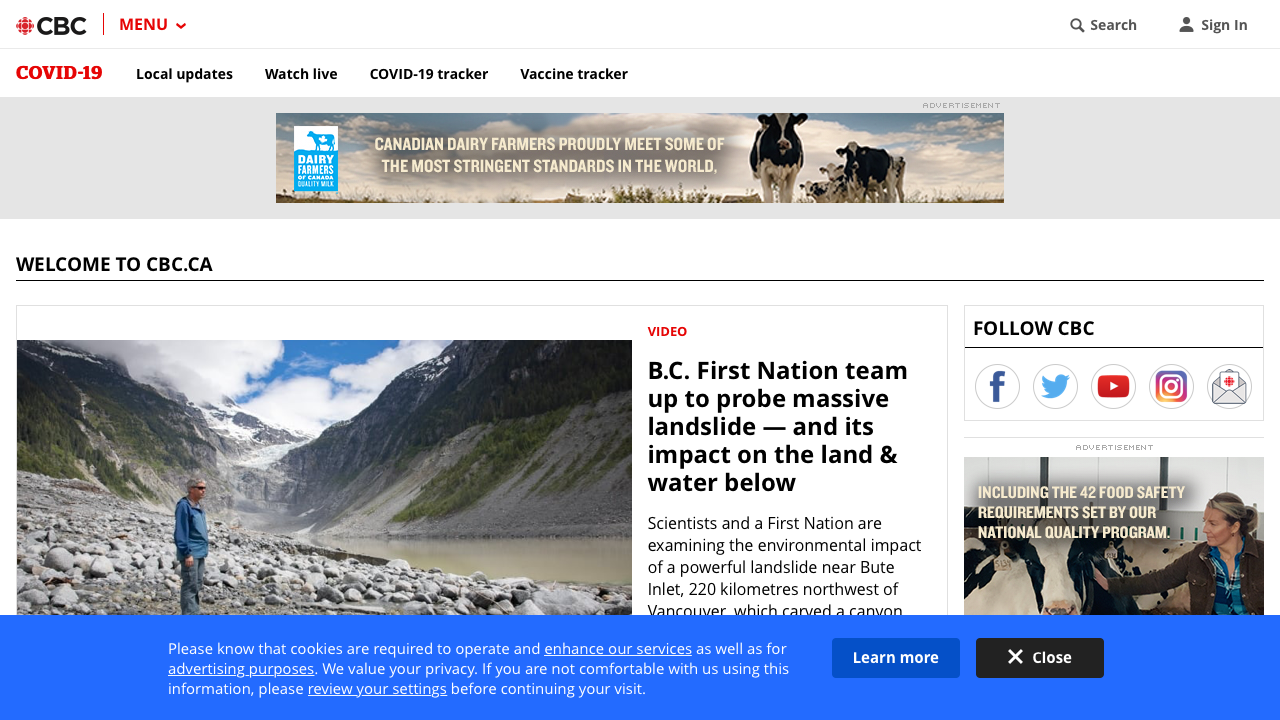 CBC
MENU
Search
Sign In
COVID-19
Local updates
Watch live
COVID-19 tracker
Vaccine tracker
ADVERTISEMENT
DAIRY
FARMERS
OF CANADA
QUALITY MILK
CANADIAN DAIRY FARMERS PROUDLY MEET SOME OF
THE MOST STRINGENT STANDARDS IN THE WORLD,
WELCOME TO CBC.CA
VIDEO
B.C. First Nation team
up to probe massive
landslide — and its
impact on the land &
water below
Scientists and a First Nation are
examining the environmental impact
of a powerful landslide near Bute
Inlet, 220 kilometres northwest of
Vancouver, which carved a canyon
FOLLOW CBC
ADVERTISEMENT
INCLUDING THE 42 FOOD SAFETY
REQUIREMENTS SET BY OUR
NATIONAL QUALITY PROGRAM.
Please know that cookies are required to operate and enhance our services as well as for
advertising purposes. We value your privacy. If you are not comfortable with us using this
information, please review your settings before continuing your visit.
Learn more
Close